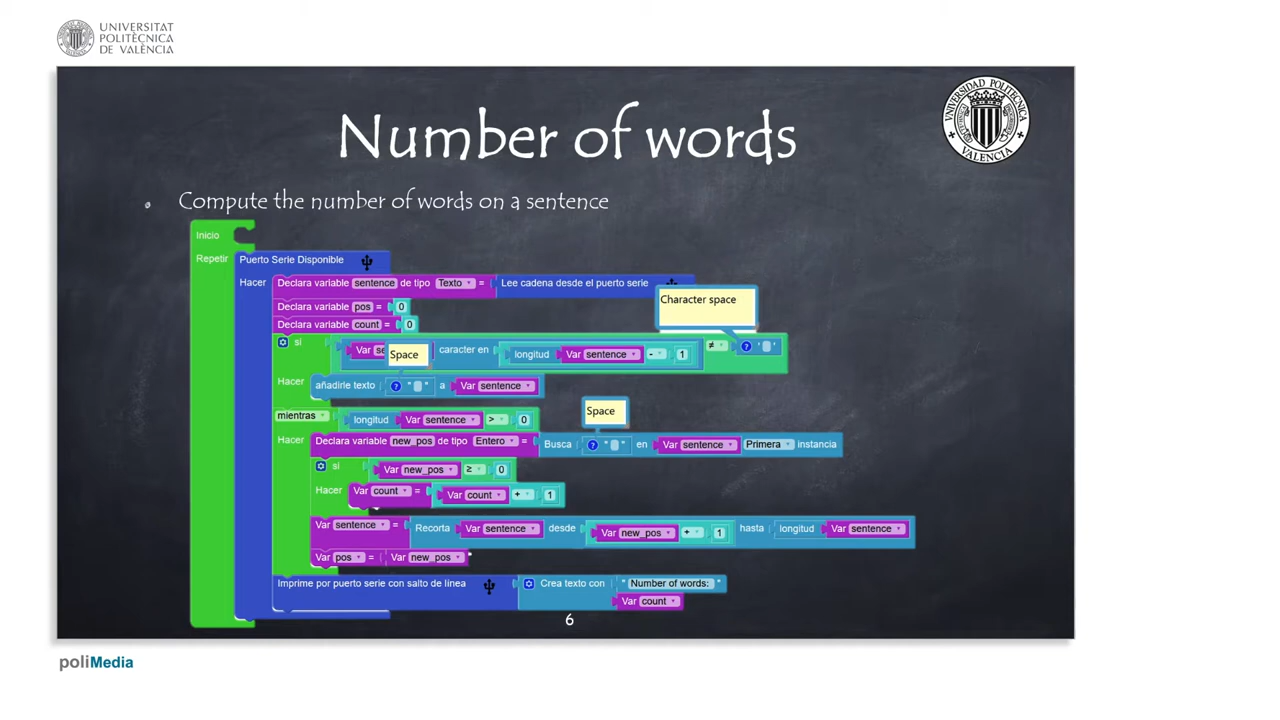 UNIVERSITAT
POLITÈCNICA
DE VALÈNCIA
UNIVERSIDAD POLITECNICA
VALENCIA
Number of words
Compute the number of words on a sentence
Inicio
Repetir Puerto Serie Disponible
Hacer Declara variable sentence de tipo Texto = Lee cadena desde el puerto serie
Character space
Declara variable pos = 0
Declara variable count = 0
si Var Space caracter en longitud Var sentence - 1 ≠ ' '
Hacer añadirle texto " " a Var sentence
Space
mientras longitud Var sentence > 0
Hacer Declara variable new_pos de tipo Entero = Busca " " en Var sentence Primera instancia
si Var new_pos ≥ 0
Hacer Var count = Var count + 1
Var sentence = Recorta Var sentence desde Var new_pos + 1 hasta longitud Var sentence
Var pos = Var new_pos
Imprime por puerto serie con salto de línea Crea texto con " Number of words: "
Var count
6
poliMedia